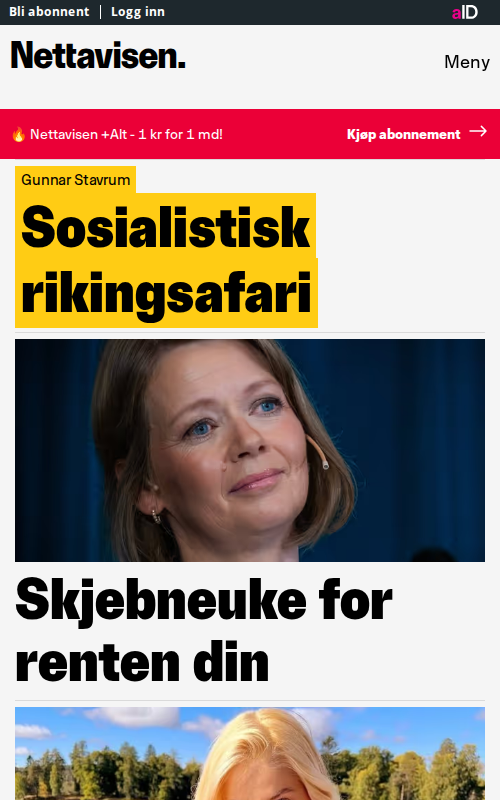 Bli abonnent | Logg inn
aID
Nettavisen.
Meny
🔥 Nettavisen +Alt - 1 kr for 1 md!
Kjøp abonnement →
Gunnar Stavrum
Sosialistisk
rikingsafari
Skjebneuke for
renten din